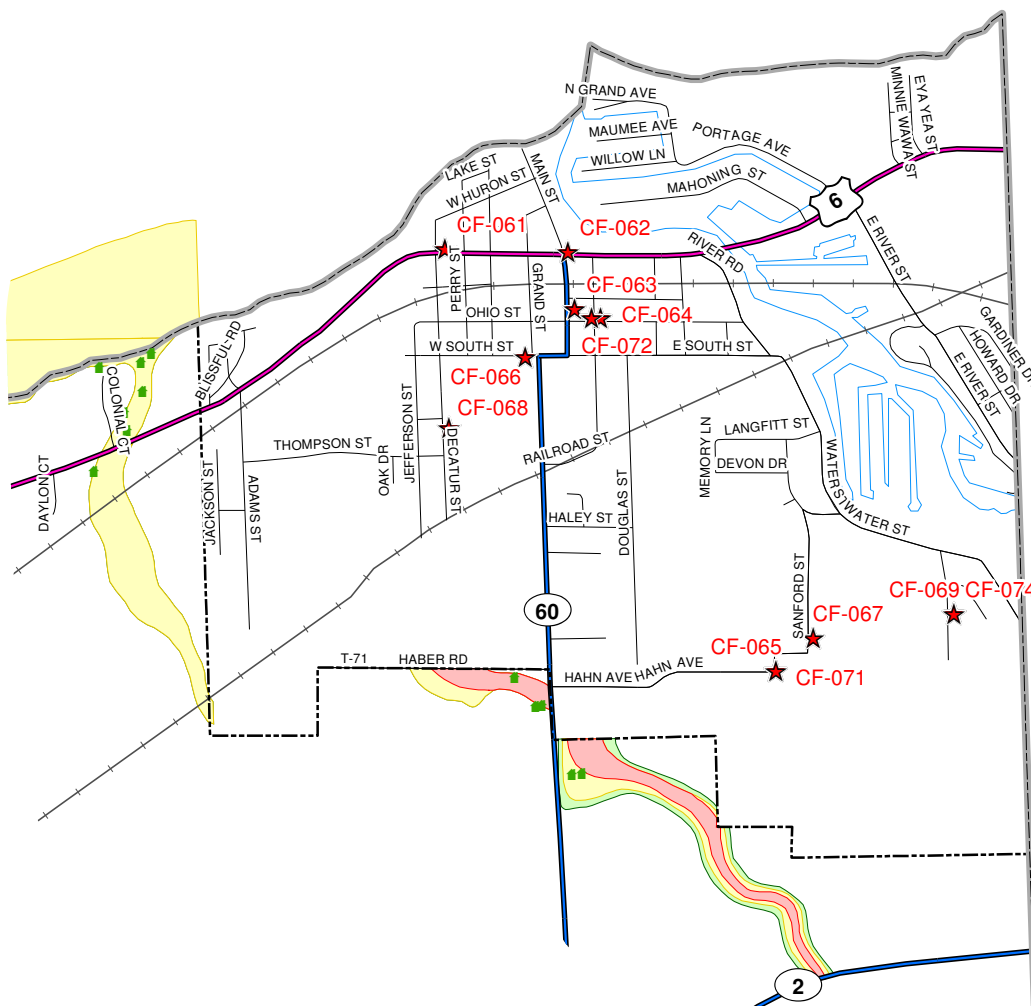 N GRAND AVE
MAUMEE AVE
PORTAGE AVE
WILLOW LN
MAHONING ST
MINNIE WAWA ST
EYA YEA ST
6
LAKE ST
MAIN ST
W HURON ST
CF-061
CF-062
PERRY ST
GRAND ST
RIVER RD
E RIVER ST
CF-063
OHIO ST
CF-064
W SOUTH ST
CF-072
E SOUTH ST
CF-066
BLISSFUL RD
COLONIAL CT
GARDINER DR
HOWARD DR
E RIVER ST
CF-068
JEFFERSON ST
DECATUR ST
THOMPSON ST
OAK DR
RAILROAD ST
MEMORY LN
LANGFITT ST
DEVON DR
DAYLON CT
JACKSON ST
ADAMS ST
DOUGLAS ST
HALEY ST
WATER ST
WATER ST
SANFORD ST
60
CF-069
CF-074
CF-067
CF-065
CF-071
T-71
HABER RD
HAHN AVE
HAHN AVE
2